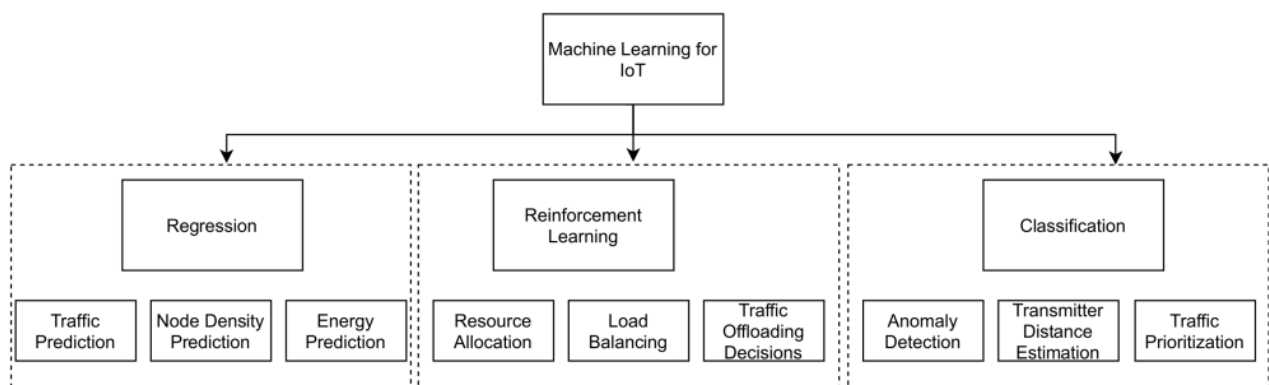 Machine Learning for
IoT
Regression
Reinforcement
Learning
Classification
Traffic
Prediction
Node Density
Prediction
Energy
Prediction
Resource
Allocation
Load
Balancing
Traffic
Offloading
Decisions
Anomaly
Detection
Transmitter
Distance
Estimation
Traffic
Prioritization